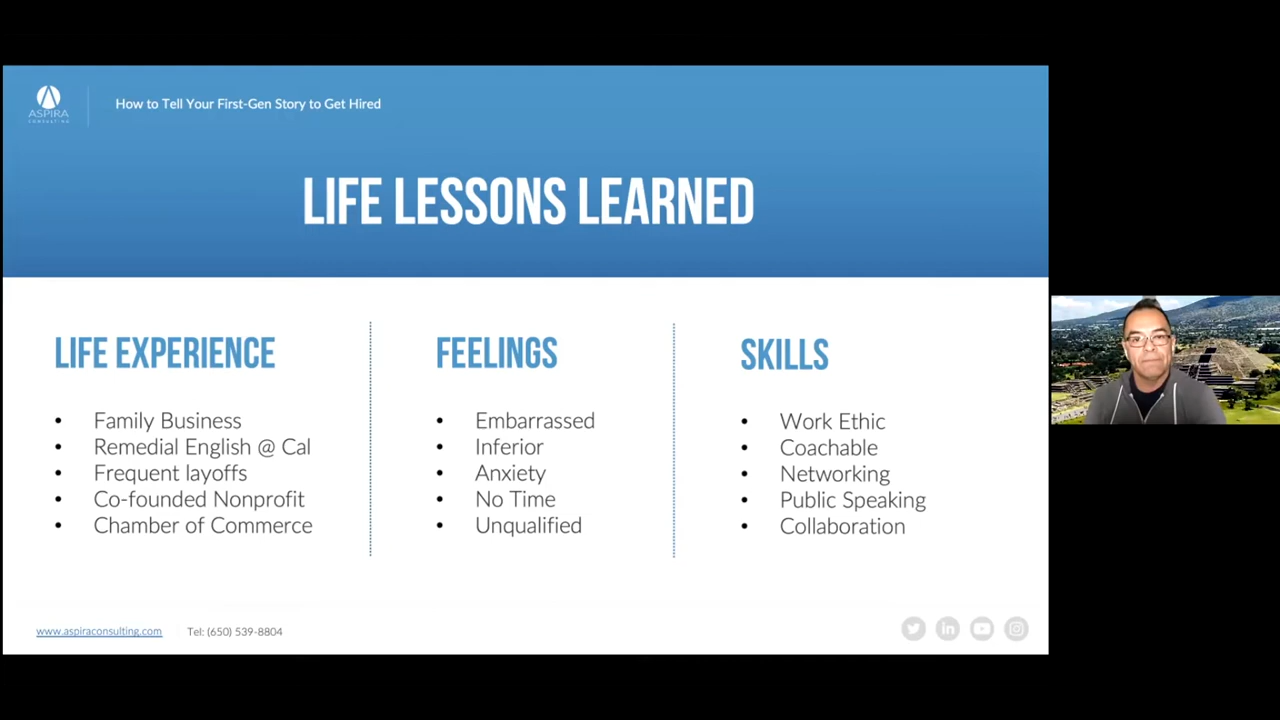 ASPIRA
CONSULTING
How to Tell Your First-Gen Story to Get Hired
LIFE LESSONS LEARNED
LIFE EXPERIENCE
• Family Business
• Remedial English @ Cal
• Frequent layoffs
• Co-founded Nonprofit
• Chamber of Commerce
FEELINGS
• Embarrassed
• Inferior
• Anxiety
• No Time
• Unqualified
SKILLS
• Work Ethic
• Coachable
• Networking
• Public Speaking
• Collaboration
www.aspiraconsulting.com
Tel: (650) 539-8804